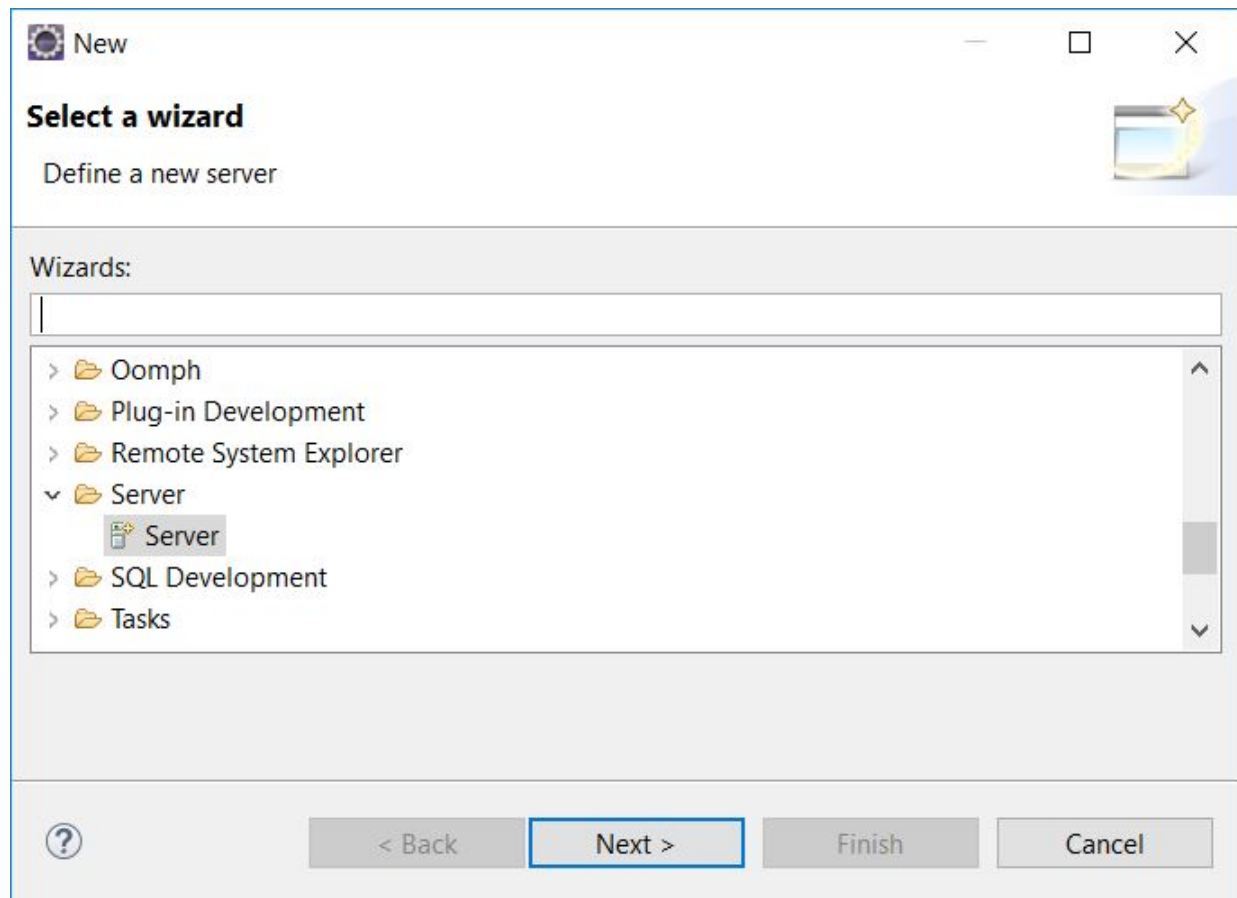 New
Select a wizard
Define a new server
Wizards:
Oomph
Plug-in Development
Remote System Explorer
Server
Server
SQL Development
Tasks
?
< Back
Next >
Finish
Cancel